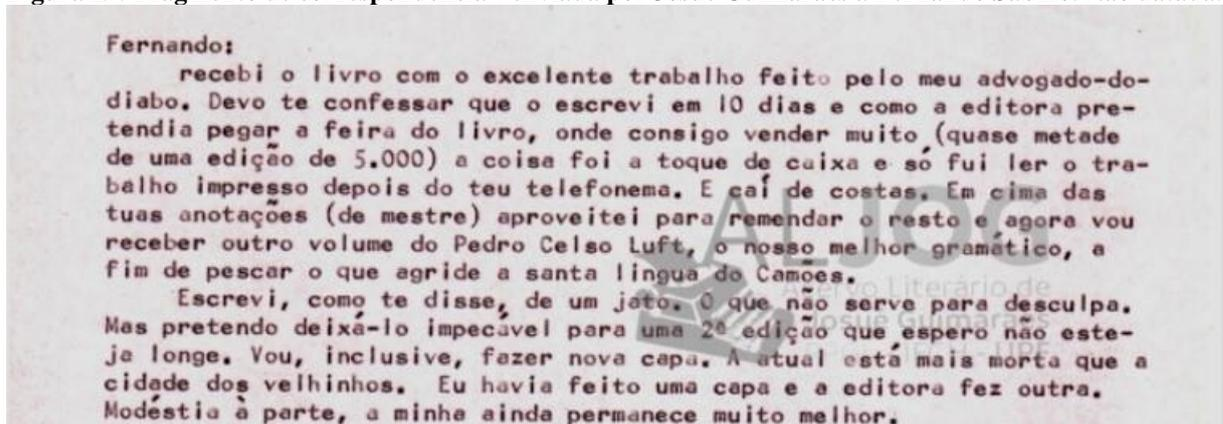 Fernando:
recebi o livro com o excelente trabalho feito pelo meu advogado-do-
diabo. Devo te confessar que o escrevi em 10 dias e como a editora pre-
tendia pegar a feira do livro, onde consigo vender muito (quase metade
de uma edição de 5.000) a coisa foi a toque de caixa e só fui ler o tra-
balho impresso depois do teu telefonema. E caí de costas. Em cima das
tuas anotações (de mestre) aproveitei para remendar o resto e agora vou
receber outro volume do Pedro Celso Luft, o nosso melhor gramático, a
fim de pescar o que agride a santa lingua do Camões.
Escrevi, como te disse, de um jato. O que não serve para desculpa.
Mas pretendo deixá-lo impecável para uma 2ª edição que espero não este-
ja longe. Vou, inclusive, fazer nova capa. A atual está mais morta que a
cidade dos velhinhos. Eu havia feito uma capa e a editora fez outra.
Modéstia à parte, a minha ainda permanece muito melhor.
ALJOG
Acervo Literário de
Josué Guimarães
UPF